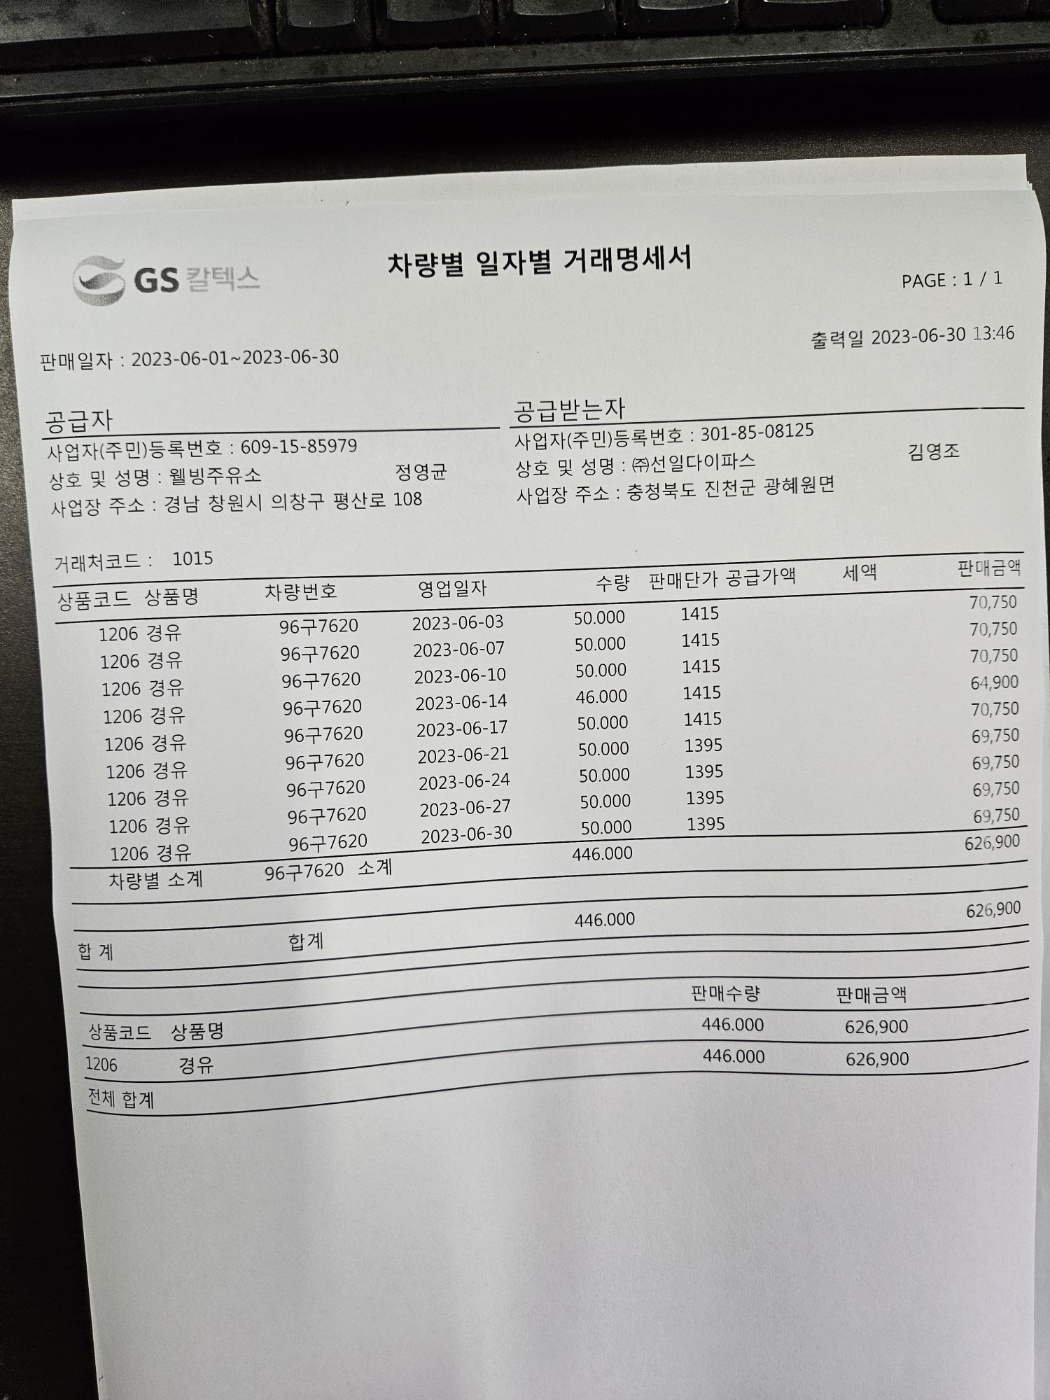 GS 칼텍스
차량별 일자별 거래명세서
PAGE : 1 / 1
출력일 2023-06-30 13:46
판매일자 : 2023-06-01~2023-06-30
공급자
사업자(주민)등록번호 : 609-15-85979
상호 및 성명 : 웰빙주유소 정영균
사업장 주소 : 경남 창원시 의창구 평산로 108
공급받는자
사업자(주민)등록번호 : 301-85-08125
상호 및 성명 : ㈜선일다이파스 김영조
사업장 주소 : 충청북도 진천군 광혜원면
거래처코드 : 1015
상품코드 상품명 차량번호 영업일자 수량 판매단가 공급가액 세액 판매금액
1206 경유 96구7620 2023-06-03 50.000 1415 70,750
1206 경유 96구7620 2023-06-07 50.000 1415 70,750
1206 경유 96구7620 2023-06-10 50.000 1415 70,750
1206 경유 96구7620 2023-06-14 46.000 1415 64,900
1206 경유 96구7620 2023-06-17 50.000 1415 70,750
1206 경유 96구7620 2023-06-21 50.000 1395 69,750
1206 경유 96구7620 2023-06-24 50.000 1395 69,750
1206 경유 96구7620 2023-06-27 50.000 1395 69,750
1206 경유 96구7620 2023-06-30 50.000 1395 69,750
차량별 소계 96구7620 소계 446.000 626,900
합 계 합계 446.000 626,900
상품코드 상품명 판매수량 판매금액
1206 경유 446.000 626,900
전체 합계 446.000 626,900